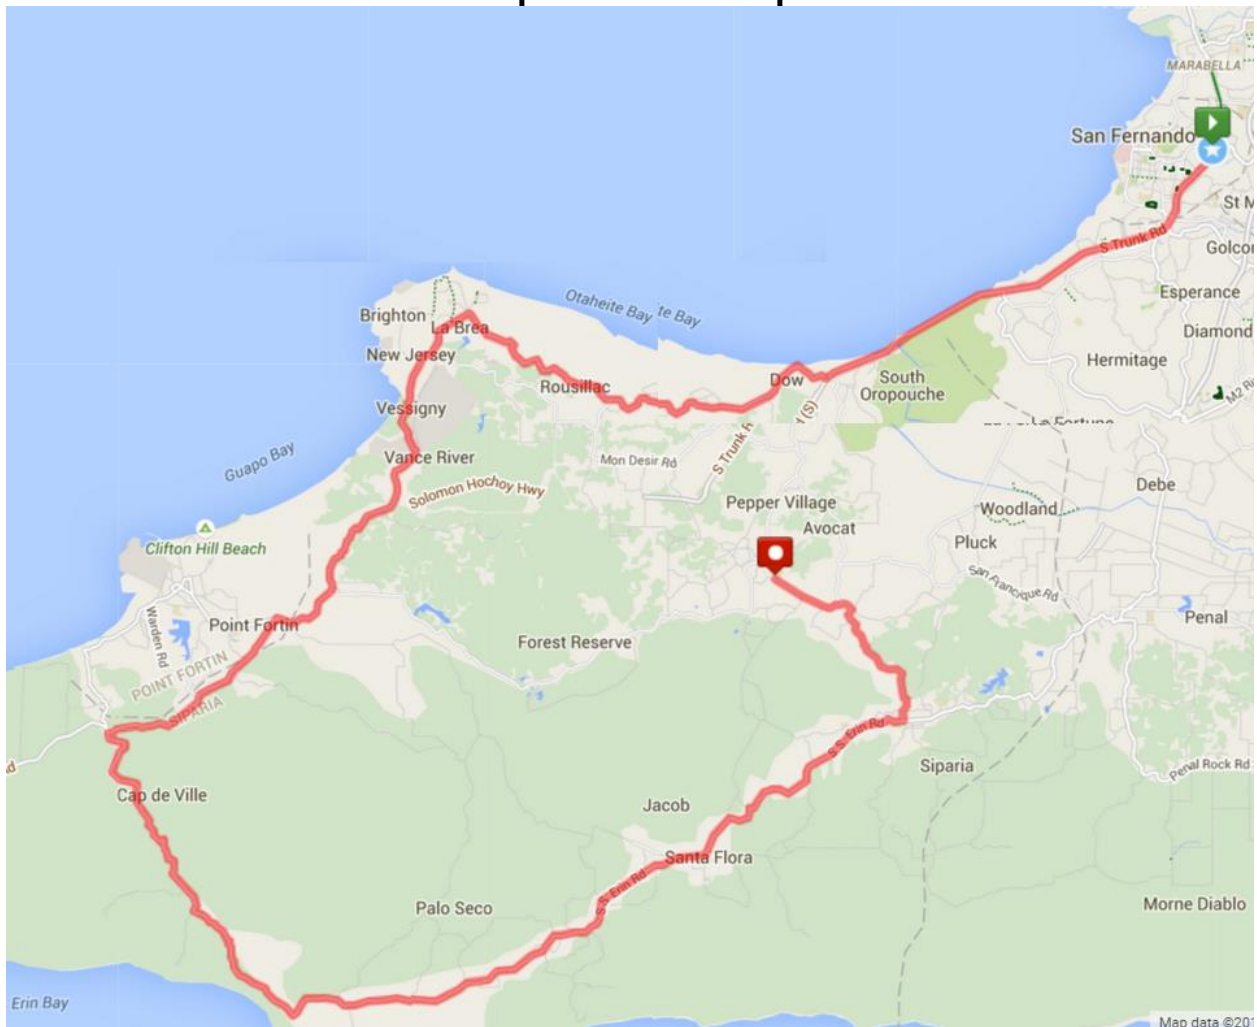 MARABELLA
San Fernando
St M
S Trunk Rd
Golcon
Esperance
Otaheite Bay
te Bay
Brighton
La Brea
Diamond
New Jersey
Hermitage
Rousillac
Dow
South
Oropouche
M2 Ri
Vessigny
d (S)
S Trunk R
Guapo Bay
Vance River
Mon Desir Rd
Solomon Hochoy Hwy
Debe
Pepper Village
Woodland
Avocat
Clifton Hill Beach
Pluck
San Francique Rd
Warden Rd
Point Fortin
Penal
Forest Reserve
POINT FORTIN
SIPARIA
S.S. Erin Rd
d
Siparia
Penal Rock Rd
Cap de Ville
Jacob
Santa Flora
S.S. Erin Rd
Palo Seco
Morne Diablo
Erin Bay
Map data ©201